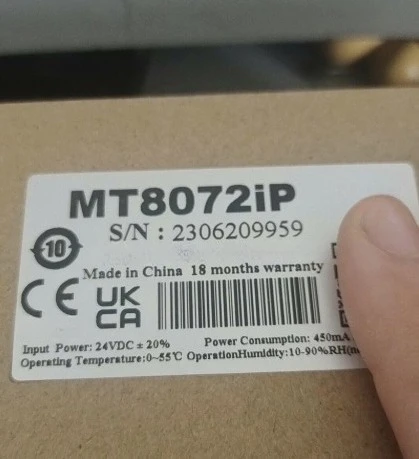 MT8072iP
S/N : 2306209959
10
Made in China 18 months warranty
CE UK CA
Input Power: 24VDC ± 20% Power Consumption: 450mA
Operating Temperature:0~55℃ OperationHumidity:10-90%RH